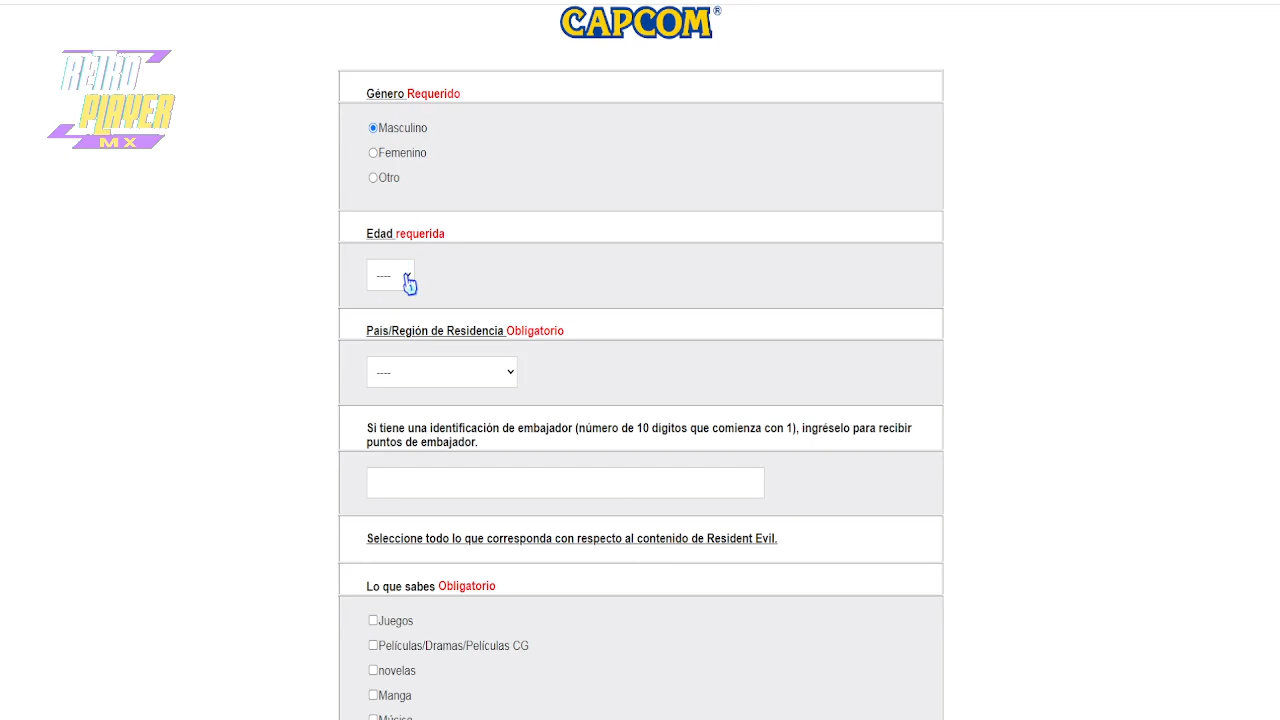 CAPCOM®
RETRO
PLAYER
MX
Género Requerido
Masculino
Femenino
Otro
Edad requerida
----
País/Región de Residencia Obligatorio
----
Si tiene una identificación de embajador (número de 10 dígitos que comienza con 1), ingréselo para recibir
puntos de embajador.
Seleccione todo lo que corresponda con respecto al contenido de Resident Evil.
Lo que sabes Obligatorio
Juegos
Películas/Dramas/Películas CG
novelas
Manga